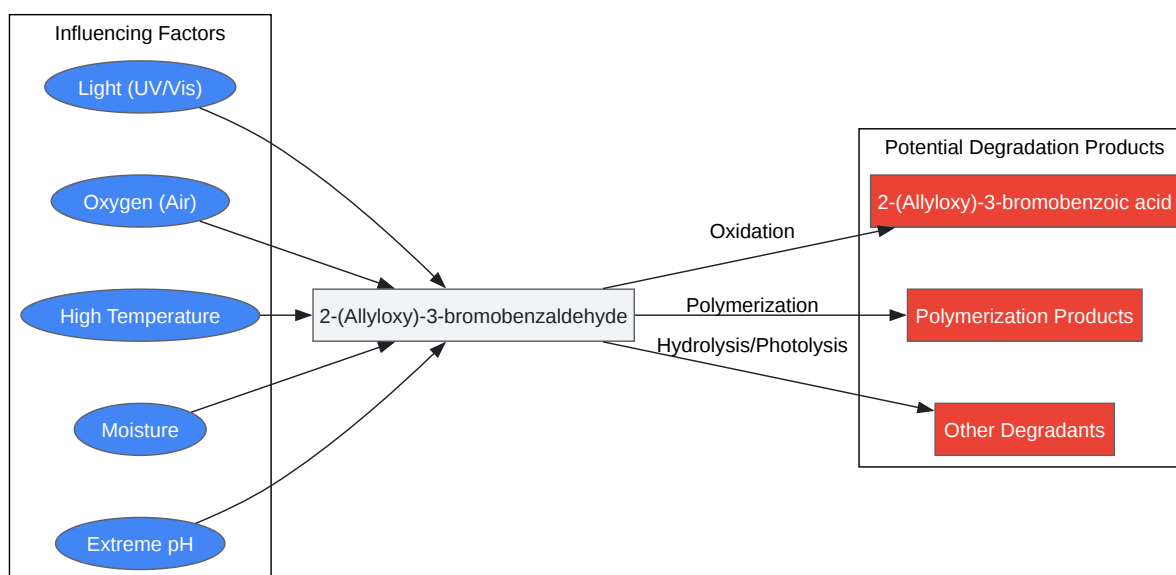 Influencing Factors
Light (UV/Vis)
Oxygen (Air)
High Temperature
Moisture
Extreme pH
2-(Allyloxy)-3-bromobenzaldehyde
Oxidation
Polymerization
Hydrolysis/Photolysis
Potential Degradation Products
2-(Allyloxy)-3-bromobenzoic acid
Polymerization Products
Other Degradants